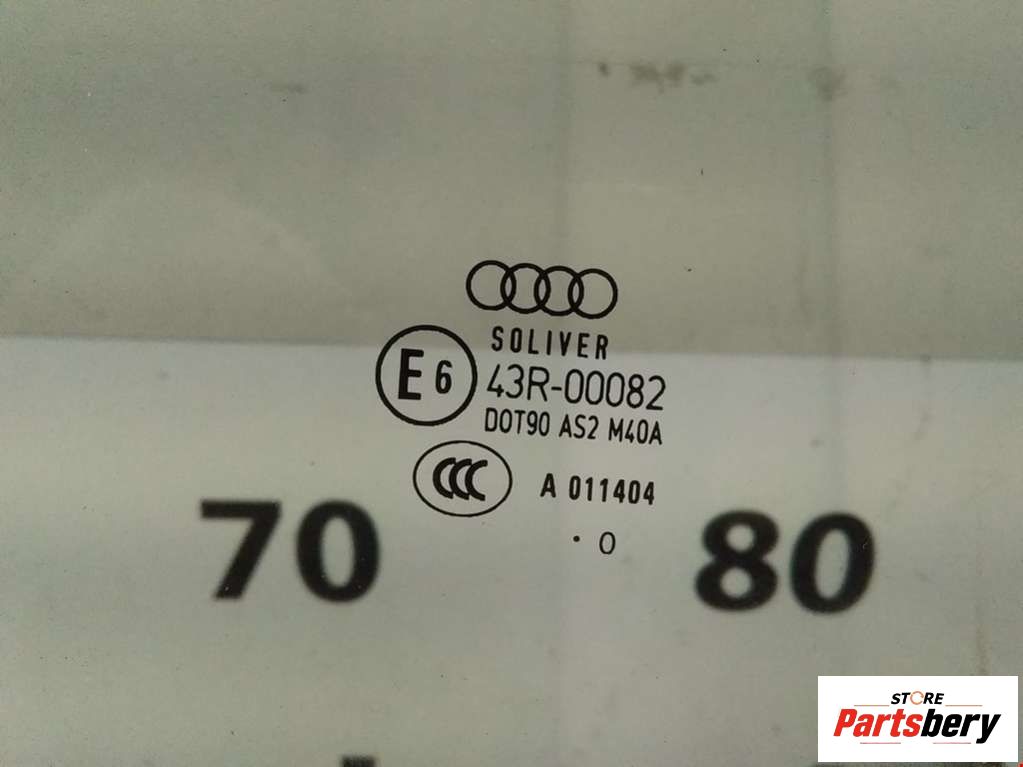 SOLIVER
E6 43R-00082
DOT90 AS2 M40A
CCC A 011404
. 0
70 80
STORE
Partsbery